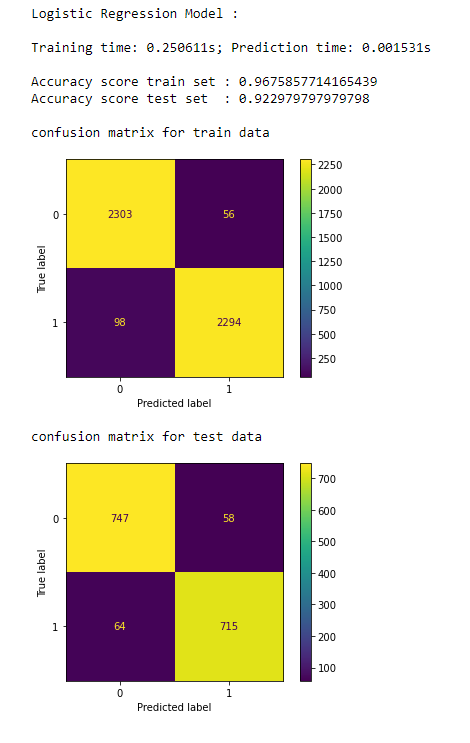 Logistic Regression Model :
Training time: 0.250611s; Prediction time: 0.001531s
Accuracy score train set : 0.9675857714165439
Accuracy score test set  : 0.922979797979798
confusion matrix for train data
2303 56
98 2294
0
1
True label
0 1
Predicted label
2250
2000
1750
1500
1250
1000
750
500
250
confusion matrix for test data
747 58
64 715
0
1
True label
0 1
Predicted label
700
600
500
400
300
200
100